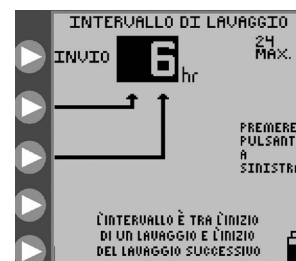 INTERVALLO DI LAVAGGIO
INVIO 6 hr
24 MAX.
PREMERE
PULSANT
A
SINISTRA
L'INTERVALLO È TRA L'INIZIO
DI UN LAVAGGIO E L'INIZIO
DEL LAVAGGIO SUCCESSIVO